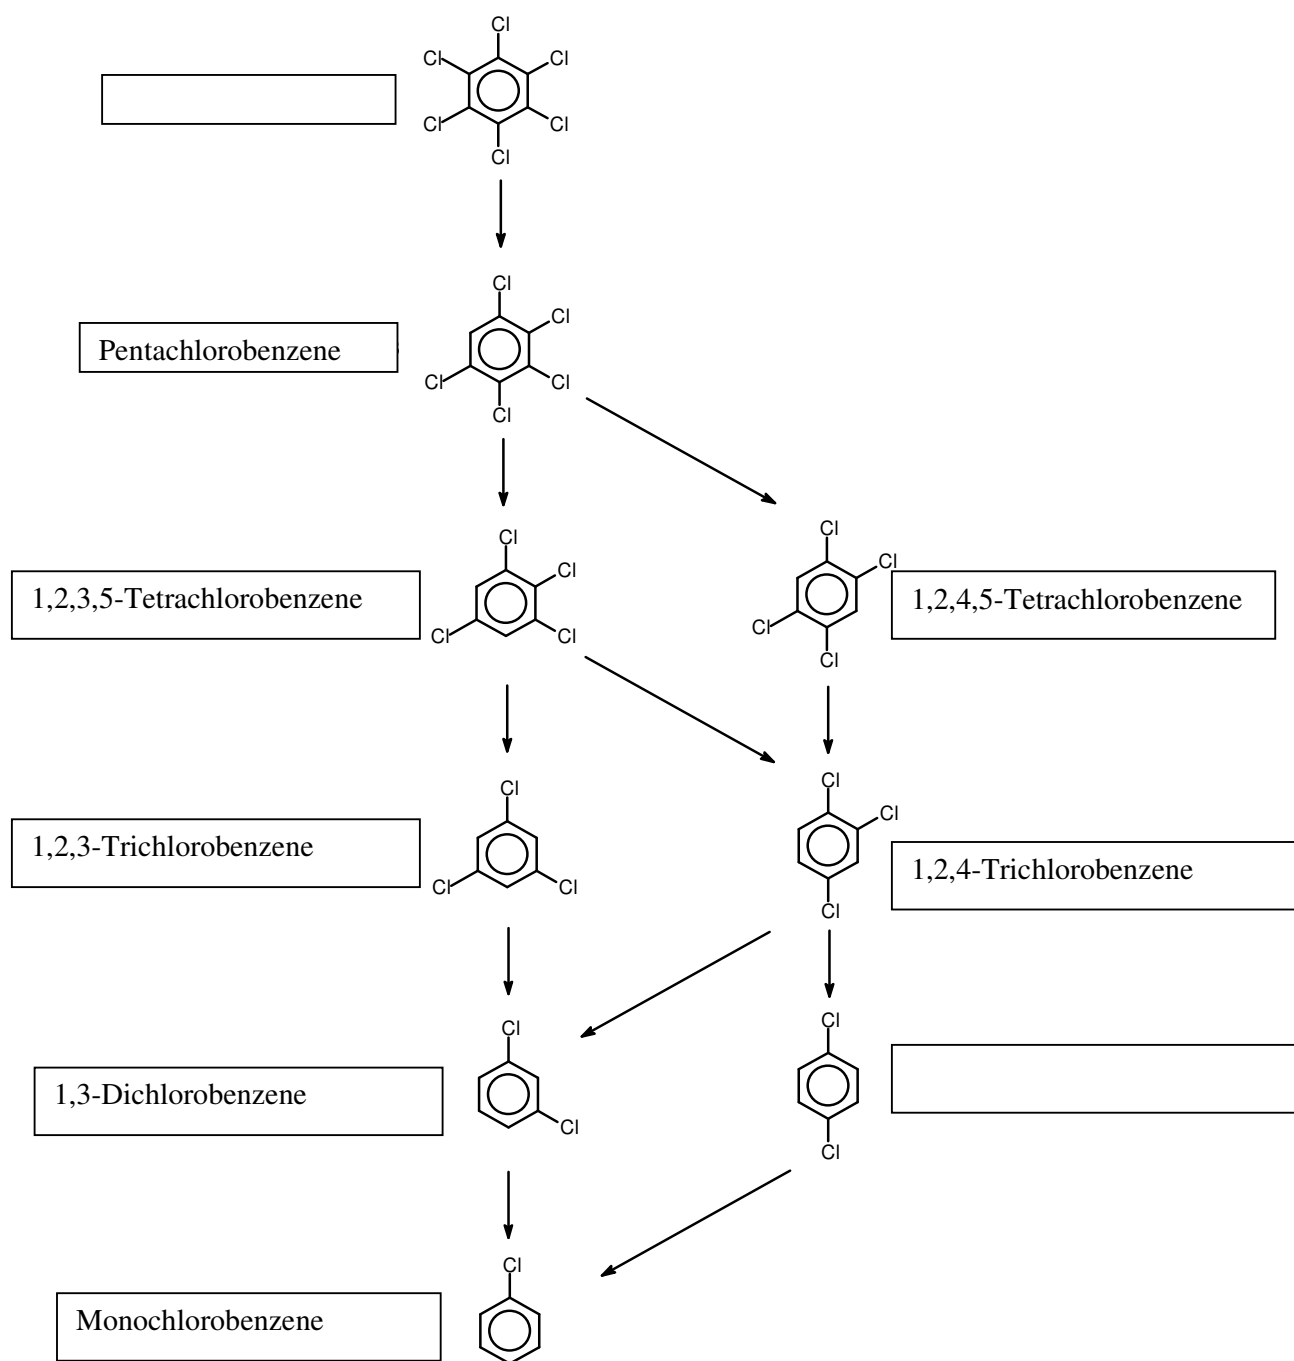 Cl
Cl Cl
Cl Cl
Cl
Cl
Cl
Pentachlorobenzene
Cl Cl
Cl
Cl
Cl
Cl
Cl
1,2,3,5-Tetrachlorobenzene
1,2,4,5-Tetrachlorobenzene
Cl Cl
Cl
Cl
Cl
Cl
Cl
1,2,3-Trichlorobenzene
1,2,4-Trichlorobenzene
Cl Cl
Cl
Cl
Cl
1,3-Dichlorobenzene
Cl
Cl
Cl
Monochlorobenzene